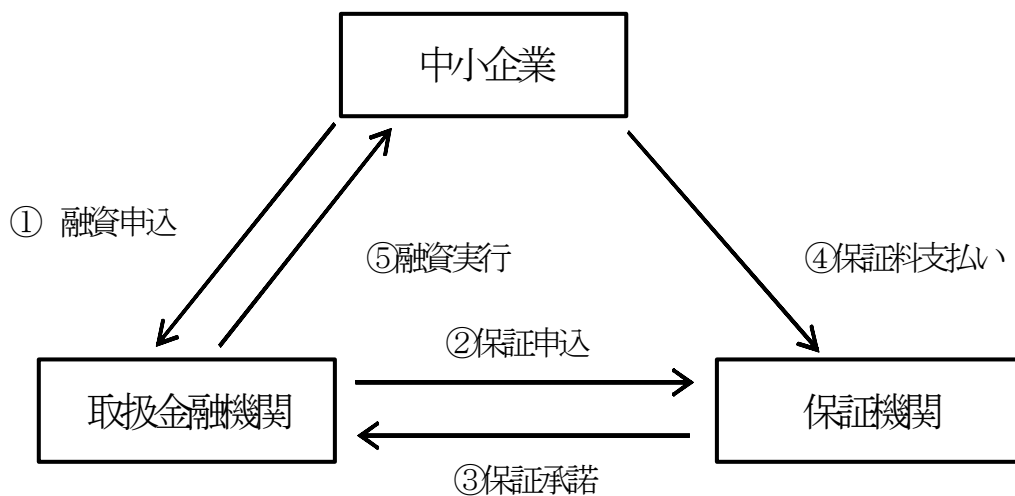 中小企業
① 融資申込
⑤融資実行
④保証料支払い
②保証申込
取扱金融機関
保証機関
③保証承諾